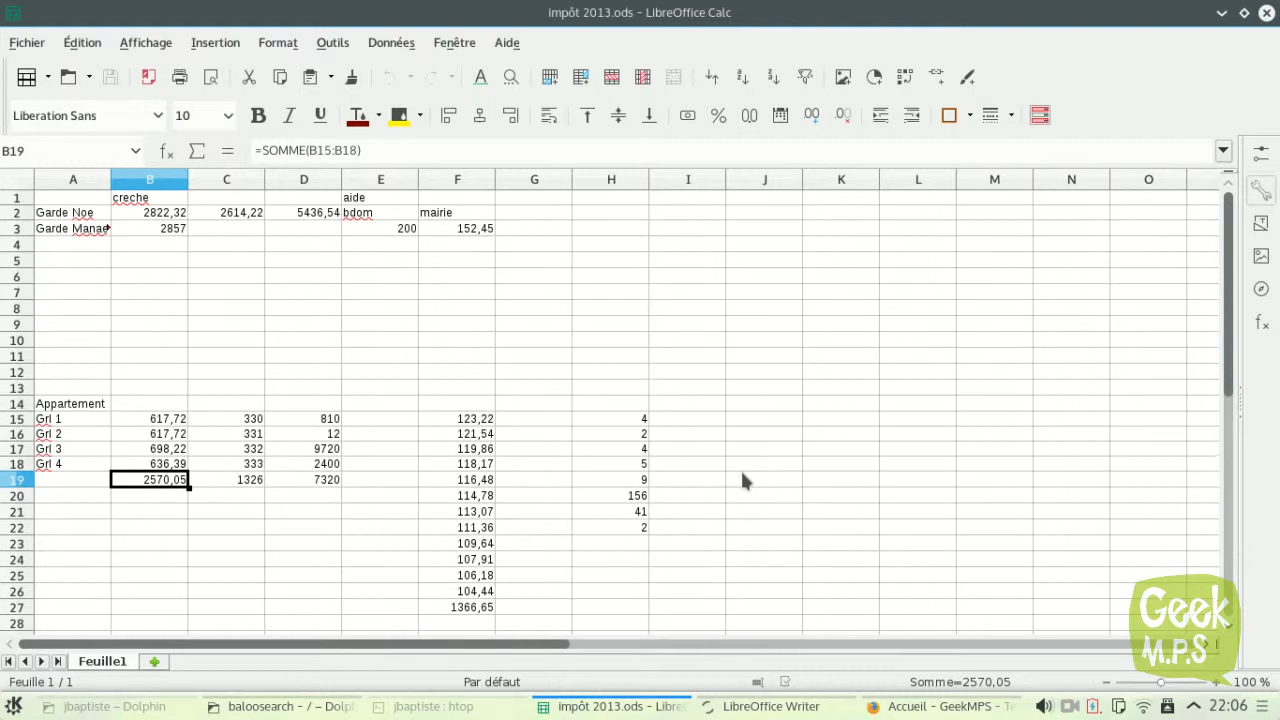 impôt 2013.ods - LibreOffice Calc
Fichier Édition Affichage Insertion Format Outils Données Fenêtre Aide
Liberation Sans 10
B19 =SOMME(B15:B18)
A B C D E F G H I J K L M N O
1 creche aide
2 Garde Noe 2822,32 2614,22 5436,54 bdom mairie
3 Garde Manae 2857 200 152,45
4
5
6
7
8
9
10
11
12
13
14 Appartement
15 Grl 1 617,72 330 810 123,22 4
16 Grl 2 617,72 331 12 121,54 2
17 Grl 3 698,22 332 9720 119,86 4
18 Grl 4 636,39 333 2400 118,17 5
19 2570,05 1326 7320 116,48 9
20 114,78 156
21 113,07 41
22 111,36 2
23 109,64
24 107,91
25 106,18
26 104,44
27 1366,65
28
Geek
M.P.S
Feuille1
Feuille 1 / 1 Par défaut Somme=2570,05 100 %
jbaptiste – Dolphin baloosearch - / – Dolpl jbaptiste : htop impôt 2013.ods - Libre LibreOffice Writer Accueil - GeekMPS - Te 22:06